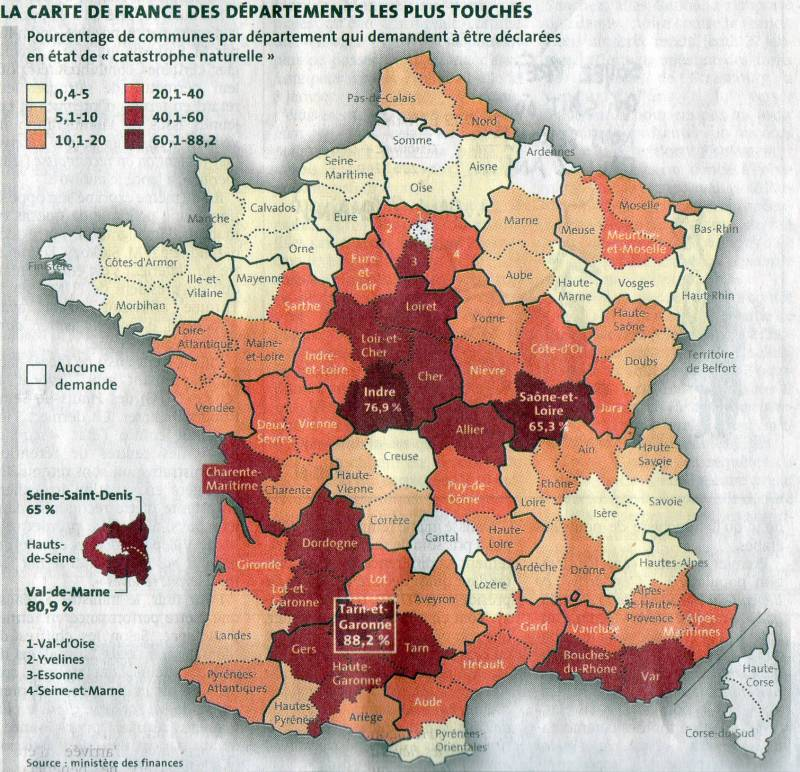 LA CARTE DE FRANCE DES DÉPARTEMENTS LES PLUS TOUCHÉS
Pourcentage de communes par département qui demandent à être déclarées
en état de « catastrophe naturelle »
0,4-5
20,1-40
5,1-10
40,1-60
10,1-20
60,1-88,2
Pas-de-Calais
Nord
Somme
Ardennes
Seine-
Maritime
Aisne
Oise
Manche
Calvados
Eure
Orne
1
2
3
4
Marne
Meuse
Moselle
Meurthe-
et-Moselle
Bas-Rhin
Finistère
Côtes-d'Armor
Ille-et-
Vilaine
Morbihan
Mayenne
Sarthe
Eure
et
Loir
Aube
Haute-
Marne
Vosges
Haut-Rhin
Loiret
Yonne
Haute-
Saône
Loire-
Atlantique
Maine-
et-Loire
Indre-
et-Loire
Loir-et-
Cher
Cher
Nièvre
Côte-d'Or
Doubs
Territoire
de Belfort
Aucune
demande
Vendée
Deux-
Sèvres
Vienne
Indre
76,9 %
Allier
Saône-et-
Loire
65,3 %
Jura
Charente-
Maritime
Charente
Haute-
Vienne
Creuse
Puy-de-
Dôme
Loire
Rhône
Ain
Haute-
Savoie
Savoie
Isère
Seine-Saint-Denis
65 %
Hauts-
de-Seine
Val-de-Marne
80,9 %
Corrèze
Dordogne
Cantal
Haute-
Loire
Ardèche
Drôme
Hautes-Alpes
Gironde
Lot-et-
Garonne
Lot
Aveyron
Lozère
Alpes-
de-Haute-
Provence
Alpes-
Maritimes
Landes
Tarn-et-
Garonne
88,2 %
Gers
Tarn
Gard
Vaucluse
Hérault
Bouches-
du-Rhône
Var
Pyrénées-
Atlantiques
Haute-
Garonne
Hautes-
Pyrénées
Ariège
Aude
Pyrénées-
Orientales
Haute-
Corse
Corse-du-Sud
1-Val-d'Oise
2-Yvelines
3-Essonne
4-Seine-et-Marne
Source : ministère des finances